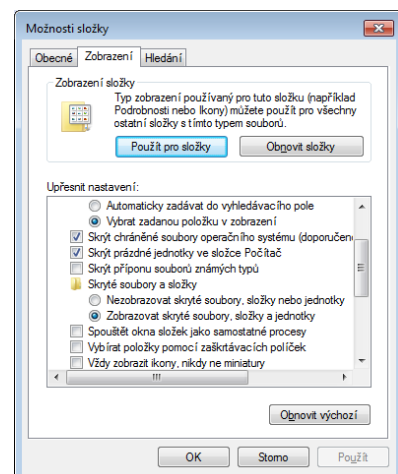 Možnosti složky
Obecné Zobrazení Hledání
Zobrazení složky
Typ zobrazení používaný pro tuto složku (například
Podrobnosti nebo Ikony) můžete použít pro všechny
ostatní složky s tímto typem souborů.
Použít pro složky Obnovit složky
Upřesnit nastavení:
Automaticky zadávat do vyhledávacího pole
Vybrat zadanou položku v zobrazení
Skrýt chráněné soubory operačního systému (doporučen
Skrýt prázdné jednotky ve složce Počítač
Skrýt příponu souborů známých typů
Skryté soubory a složky
Nezobrazovat skryté soubory, složky nebo jednotky
Zobrazovat skryté soubory, složky a jednotky
Spouštět okna složek jako samostatné procesy
Vybírat položky pomocí zaškrtávacích políček
Vždy zobrazit ikony, nikdy ne miniatury
Obnovit výchozí
OK Storno Použít